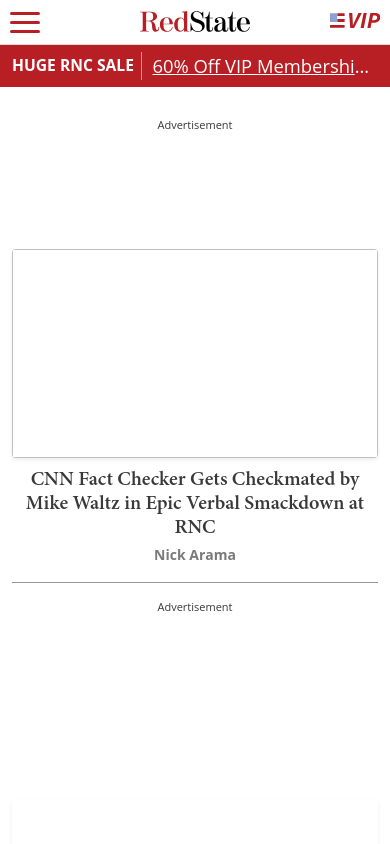 RedState
VIP
HUGE RNC SALE
60% Off VIP Membershi...
Advertisement
CNN Fact Checker Gets Checkmated by
Mike Waltz in Epic Verbal Smackdown at
RNC
Nick Arama
Advertisement